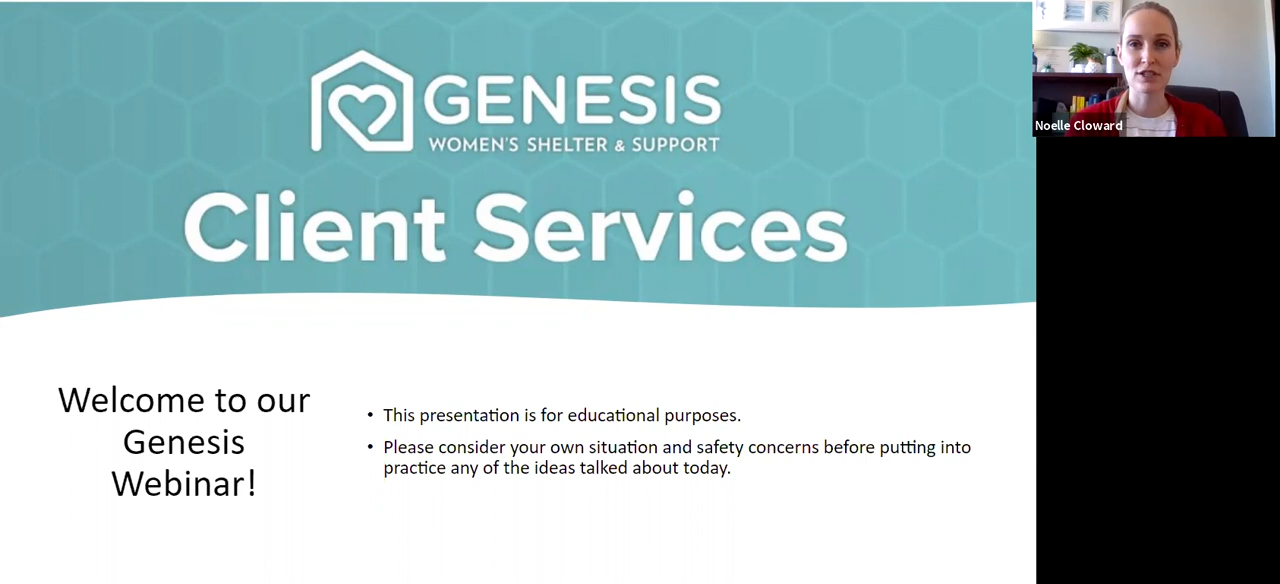 GENESIS
WOMEN'S SHELTER & SUPPORT
Client Services
Noelle Cloward
Welcome to our
Genesis
Webinar!
• This presentation is for educational purposes.
• Please consider your own situation and safety concerns before putting into
practice any of the ideas talked about today.